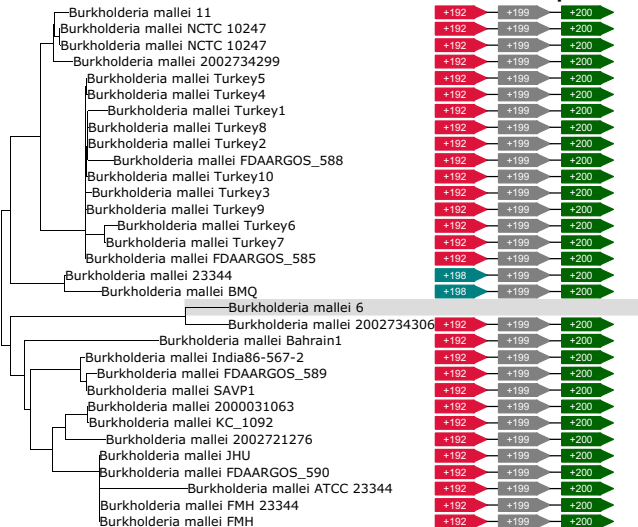 Burkholderia mallei 11 +192 +199 +200
Burkholderia mallei NCTC 10247 +192 +199 +200
Burkholderia mallei NCTC 10247 +192 +199 +200
Burkholderia mallei 2002734299 +192 +199 +200
Burkholderia mallei Turkey5 +192 +199 +200
Burkholderia mallei Turkey4 +192 +199 +200
Burkholderia mallei Turkey1 +192 +199 +200
Burkholderia mallei Turkey8 +192 +199 +200
Burkholderia mallei Turkey2 +192 +199 +200
Burkholderia mallei FDAARGOS_588 +192 +199 +200
Burkholderia mallei Turkey10 +192 +199 +200
Burkholderia mallei Turkey3 +192 +199 +200
Burkholderia mallei Turkey9 +192 +199 +200
Burkholderia mallei Turkey6 +192 +199 +200
Burkholderia mallei Turkey7 +192 +199 +200
Burkholderia mallei FDAARGOS_585 +192 +199 +200
Burkholderia mallei 23344 +198 +199 +200
Burkholderia mallei BMQ +198 +199 +200
Burkholderia mallei 6
Burkholderia mallei 2002734306 +192 +199 +200
Burkholderia mallei Bahrain1 +192 +199 +200
Burkholderia mallei India86-567-2 +192 +199 +200
Burkholderia mallei FDAARGOS_589 +192 +199 +200
Burkholderia mallei SAVP1 +192 +199 +200
Burkholderia mallei 2000031063 +192 +199 +200
Burkholderia mallei KC_1092 +192 +199 +200
Burkholderia mallei 2002721276 +192 +199 +200
Burkholderia mallei JHU +192 +199 +200
Burkholderia mallei FDAARGOS_590 +192 +199 +200
Burkholderia mallei ATCC 23344 +192 +199 +200
Burkholderia mallei FMH 23344 +192 +199 +200
Burkholderia mallei FMH +192 +199 +200